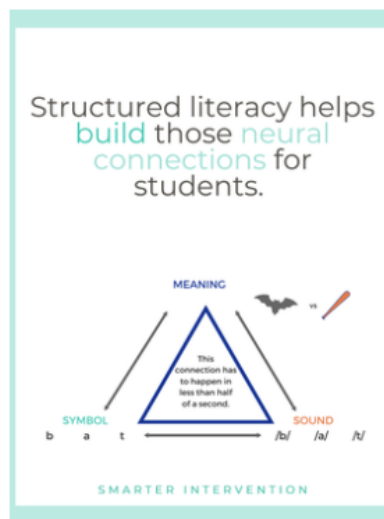 Structured literacy helps
build those neural
connections for
students.
MEANING
vs
This
connection has
to happen in
less than half
of a second.
SYMBOL
SOUND
b a t
/b/ /a/ /t/
SMARTER INTERVENTION